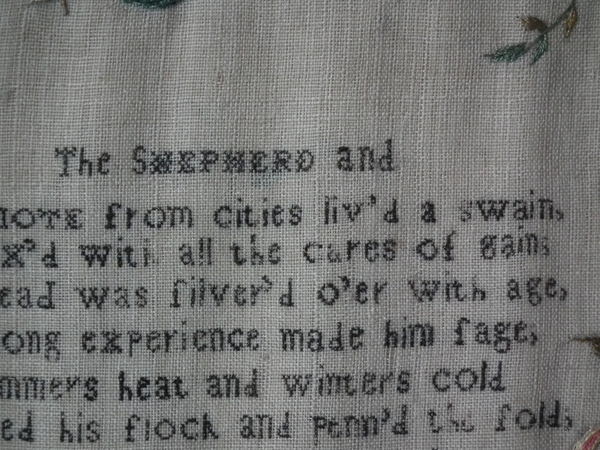 The SHEPHERD and
mOTE from cities liv'd a swain,
x'd with all the cares of gain;
ead was ſilver'd o'er with age,
ong experience made him ſage,
mmers heat and winters cold
ed his flock and penn'd the fold,